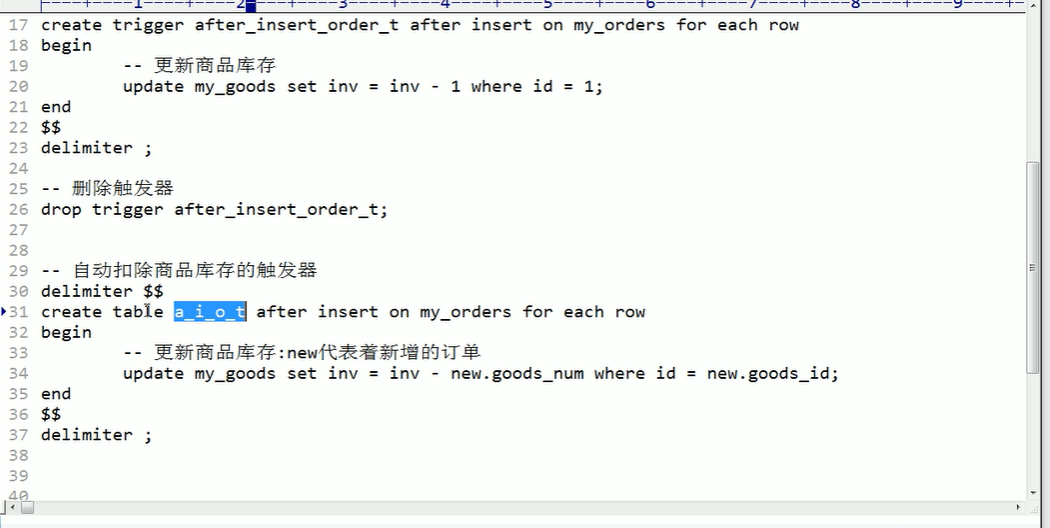 ----+----1----+----2----+----3----+----4----+----5----+----6----+----7----+----8----+----9----+-
17 create trigger after_insert_order_t after insert on my_orders for each row
18 begin
19 -- 更新商品库存
20 update my_goods set inv = inv - 1 where id = 1;
21 end
22 $$
23 delimiter ;
24
25 -- 删除触发器
26 drop trigger after_insert_order_t;
27
28
29 -- 自动扣除商品库存的触发器
30 delimiter $$
31 create table a_i_o_t after insert on my_orders for each row
32 begin
33 -- 更新商品库存:new代表着新增的订单
34 update my_goods set inv = inv - new.goods_num where id = new.goods_id;
35 end
36 $$
37 delimiter ;
38
39
40